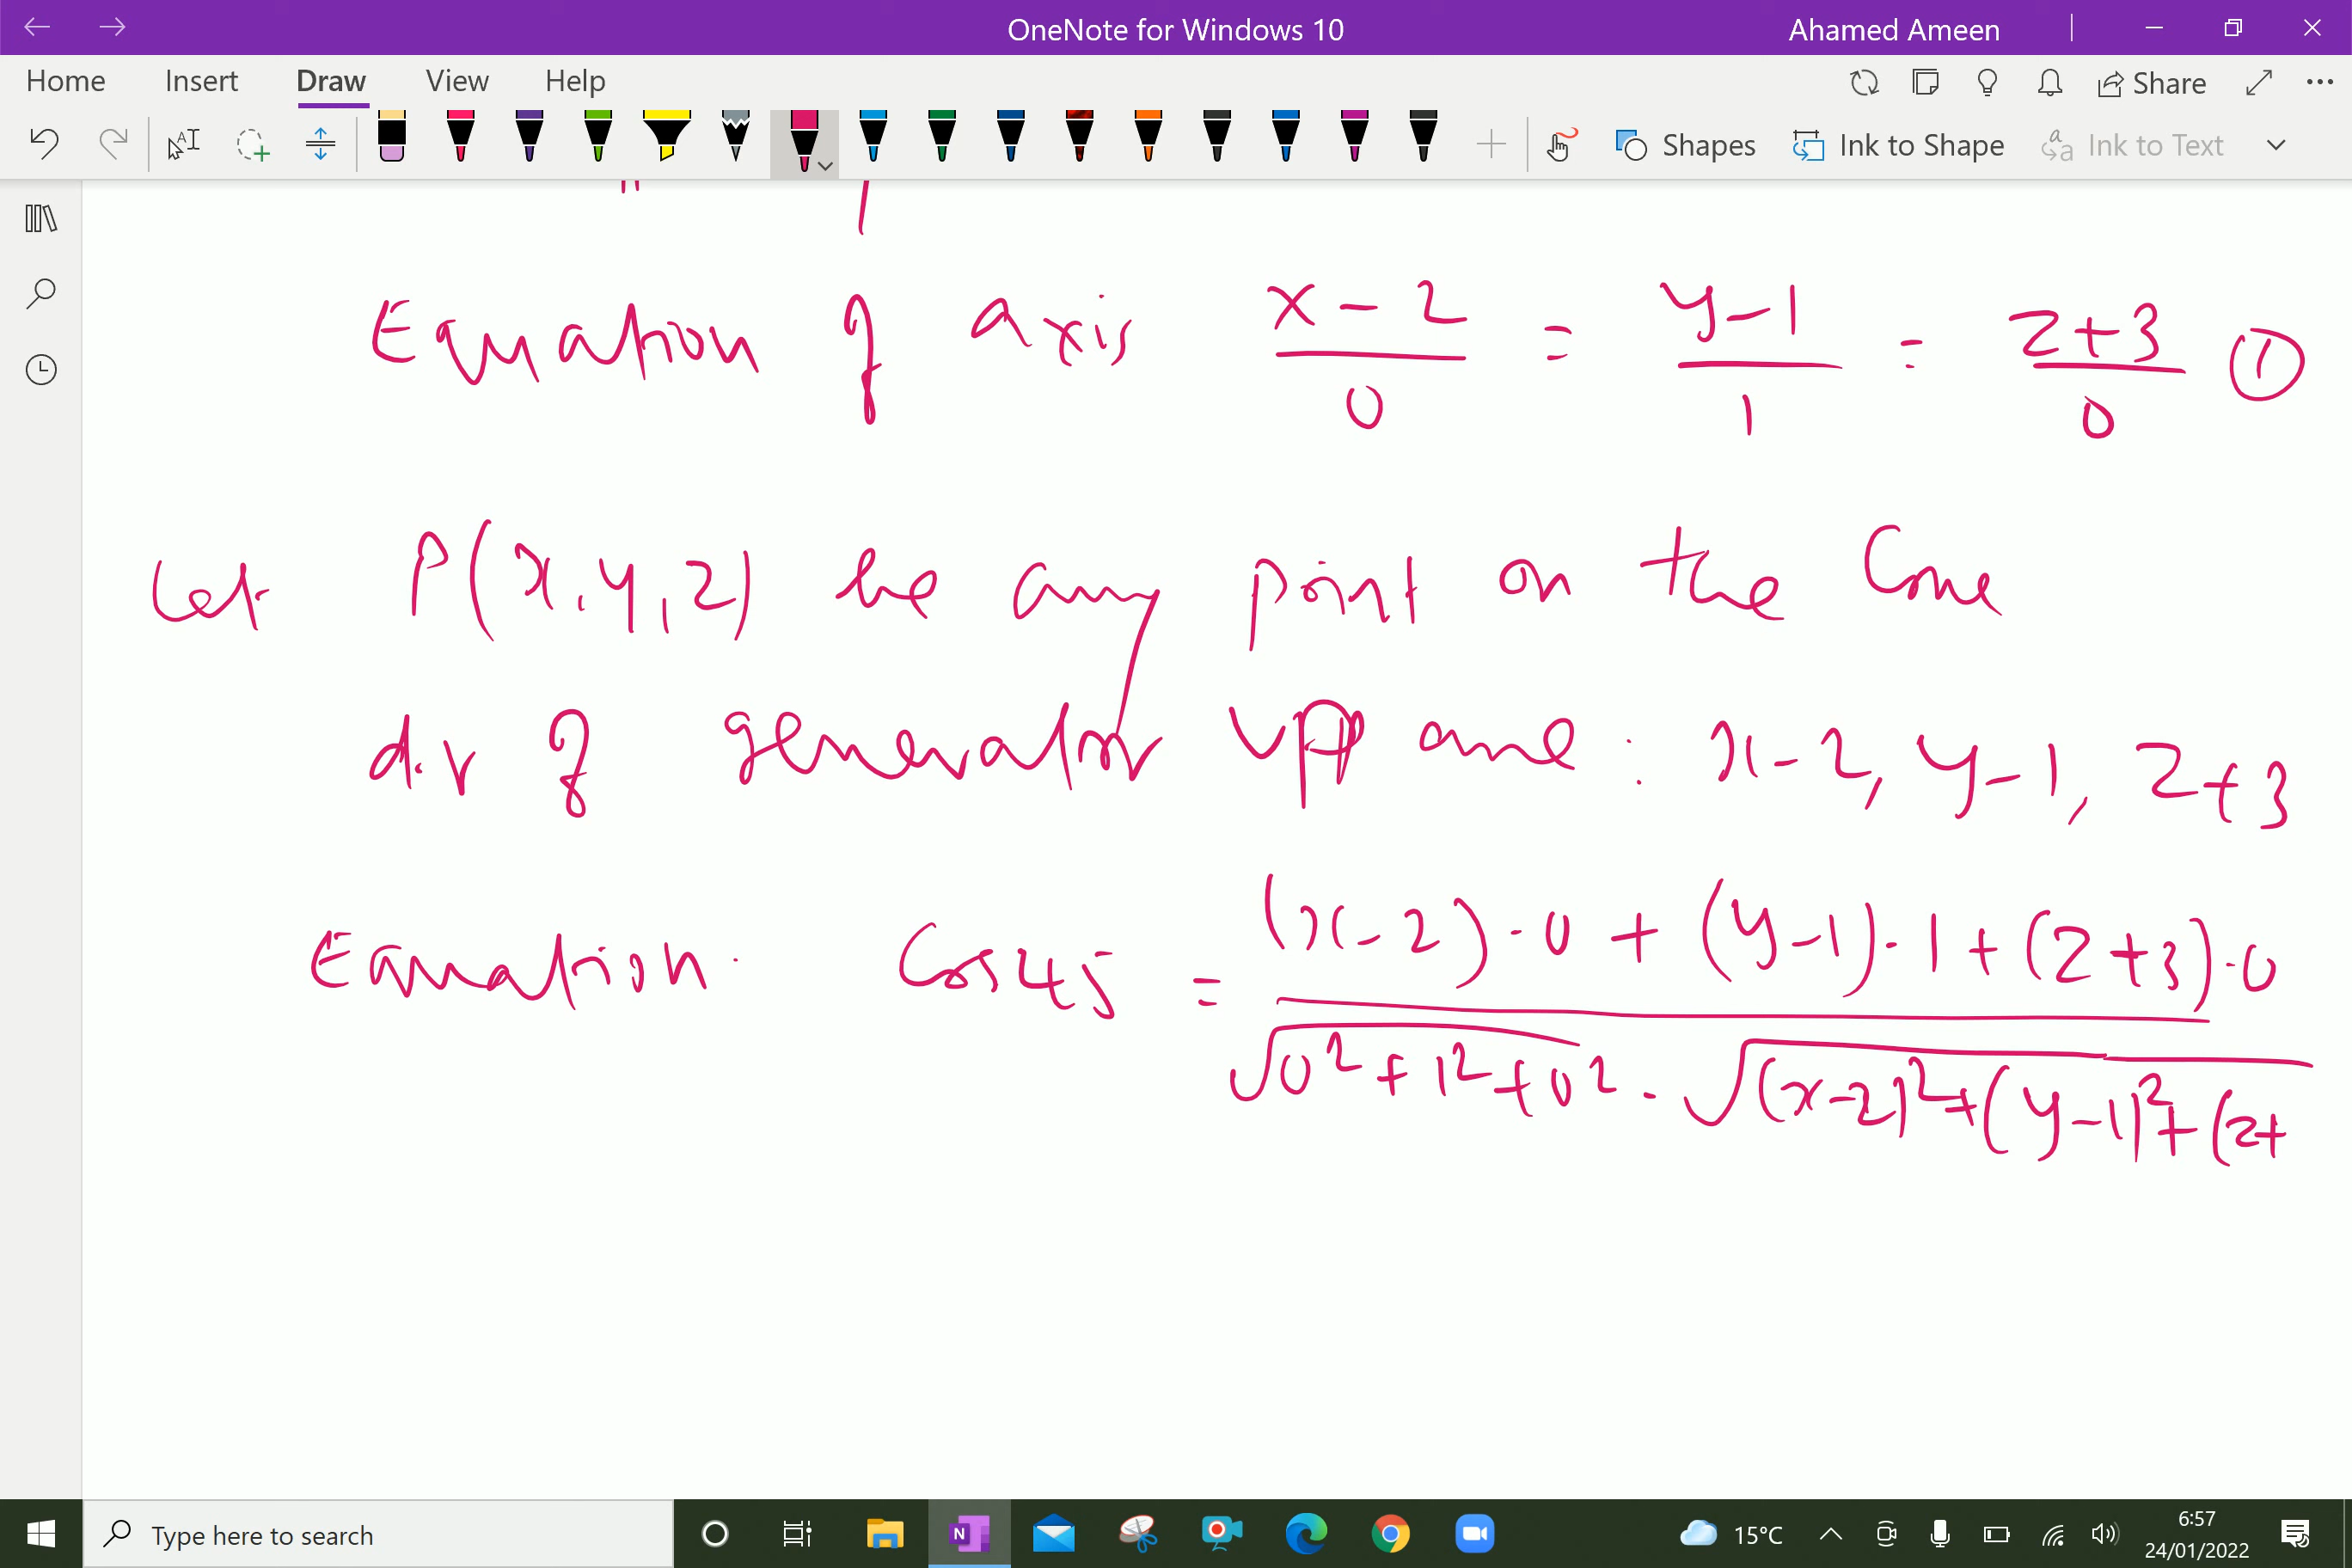 OneNote for Windows 10 Ahamed Ameen
Home Insert Draw View Help Share
Shapes Ink to Shape Ink to Text
Equation of axis x-2/0 = y-1/1 = z+3/0 ①
Let P(x,y,z) be any point on the Cone
d.r of generator VP are : x-2, y-1, z+3
Equation. Cos45 = (x-2)·0 + (y-1)·1 + (z+3)·0 / √0²+1²+0² · √(x-2)²+(y-1)²+(z+
Type here to search 15°C 6:57
24/01/2022